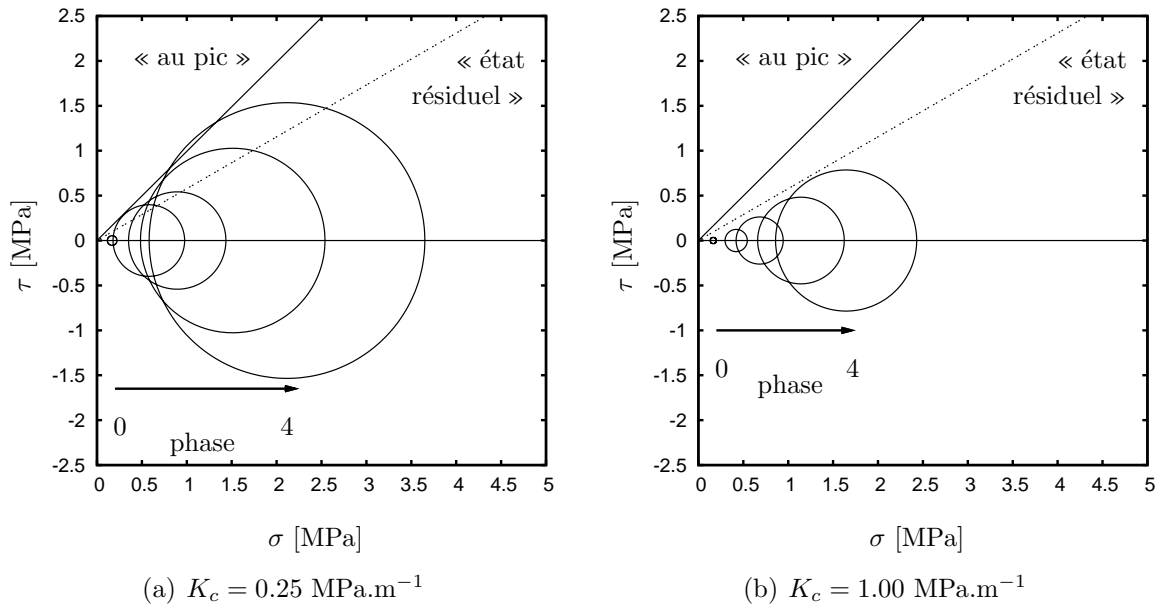 2.5
2
1.5
1
0.5
0
-0.5
-1
-1.5
-2
-2.5
τ [MPa]
« au pic »
« état
résiduel »
0
4
phase
0 0.5 1 1.5 2 2.5 3 3.5 4 4.5 5
σ [MPa]
(a) K_c = 0.25 MPa.m⁻¹
2.5
2
1.5
1
0.5
0
-0.5
-1
-1.5
-2
-2.5
τ [MPa]
« au pic »
« état
résiduel »
0
4
phase
0 0.5 1 1.5 2 2.5 3 3.5 4 4.5 5
σ [MPa]
(b) K_c = 1.00 MPa.m⁻¹